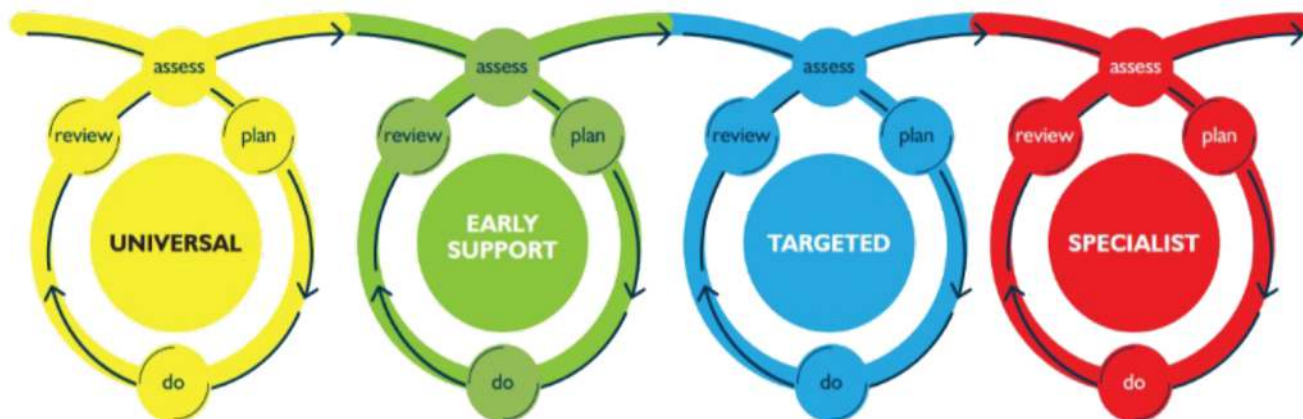 assess
review
plan
UNIVERSAL
do
assess
review
plan
EARLY
SUPPORT
do
assess
review
plan
TARGETED
do
assess
review
plan
SPECIALIST
do